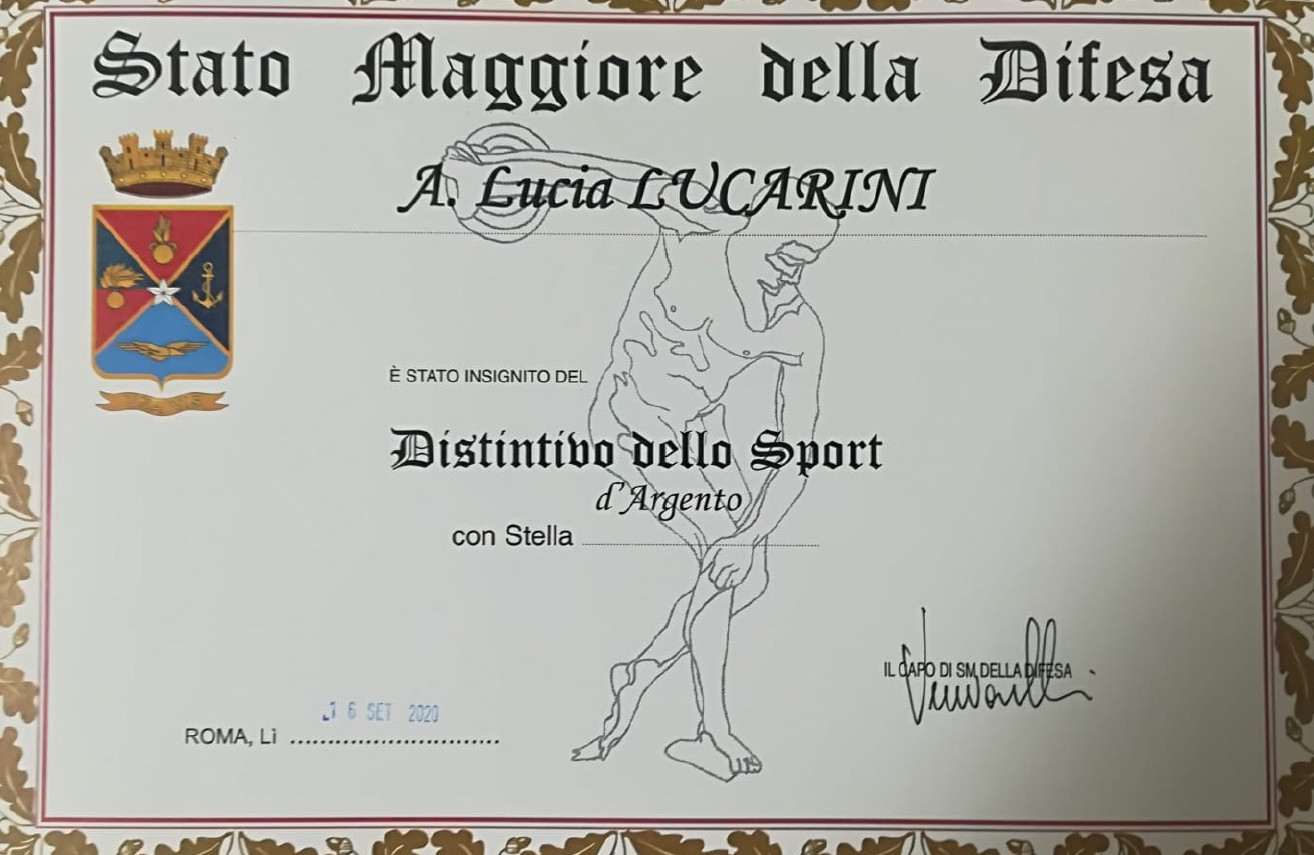 Stato Maggiore della Difesa
A. Lucia LUCARINI
È STATO INSIGNITO DEL
Distintivo dello Sport
d'Argento
con Stella
IL CAPO DI SM DELLA DIFESA
16 SET 2020
ROMA, Lì